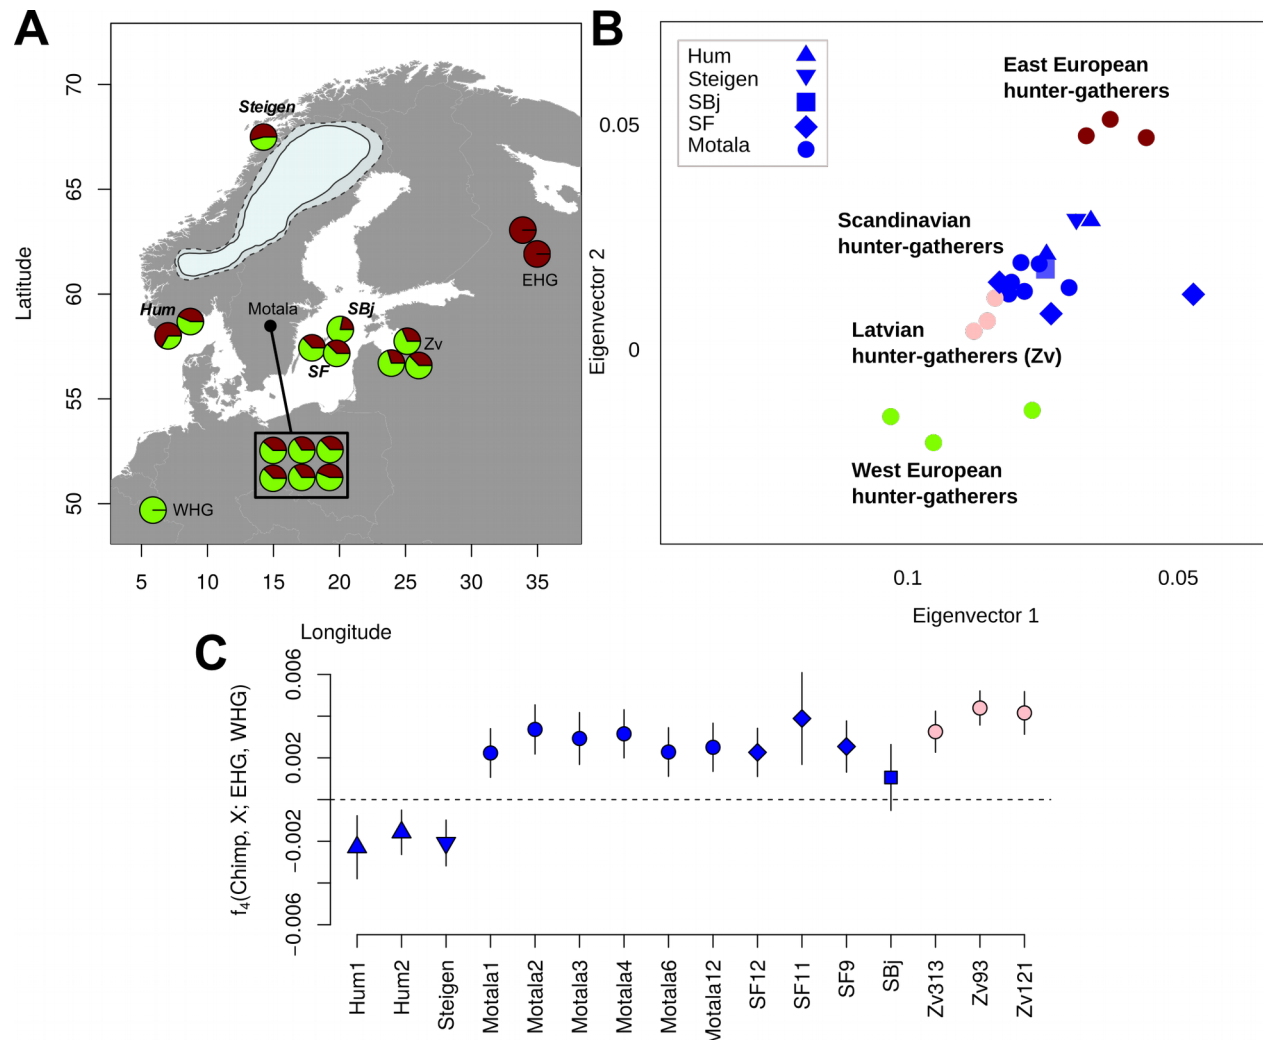 A
Latitude
70
65
60
55
50
Steigen
EHG
Hum
Motala
SBj
Zv
SF
WHG
5 10 15 20 25 30 35
Longitude
B
Hum
Steigen
SBj
SF
Motala
East European
hunter-gatherers
0.05
Scandinavian
hunter-gatherers
Eigenvector 2
Latvian
hunter-gatherers (Zv)
0
West European
hunter-gatherers
0.1 0.05
Eigenvector 1
C
f4(Chimp, X; EHG, WHG)
0.006
0.002
−0.002
−0.006
Hum1
Hum2
Steigen
Motala1
Motala2
Motala3
Motala4
Motala6
Motala12
SF12
SF11
SF9
SBj
Zv313
Zv93
Zv121